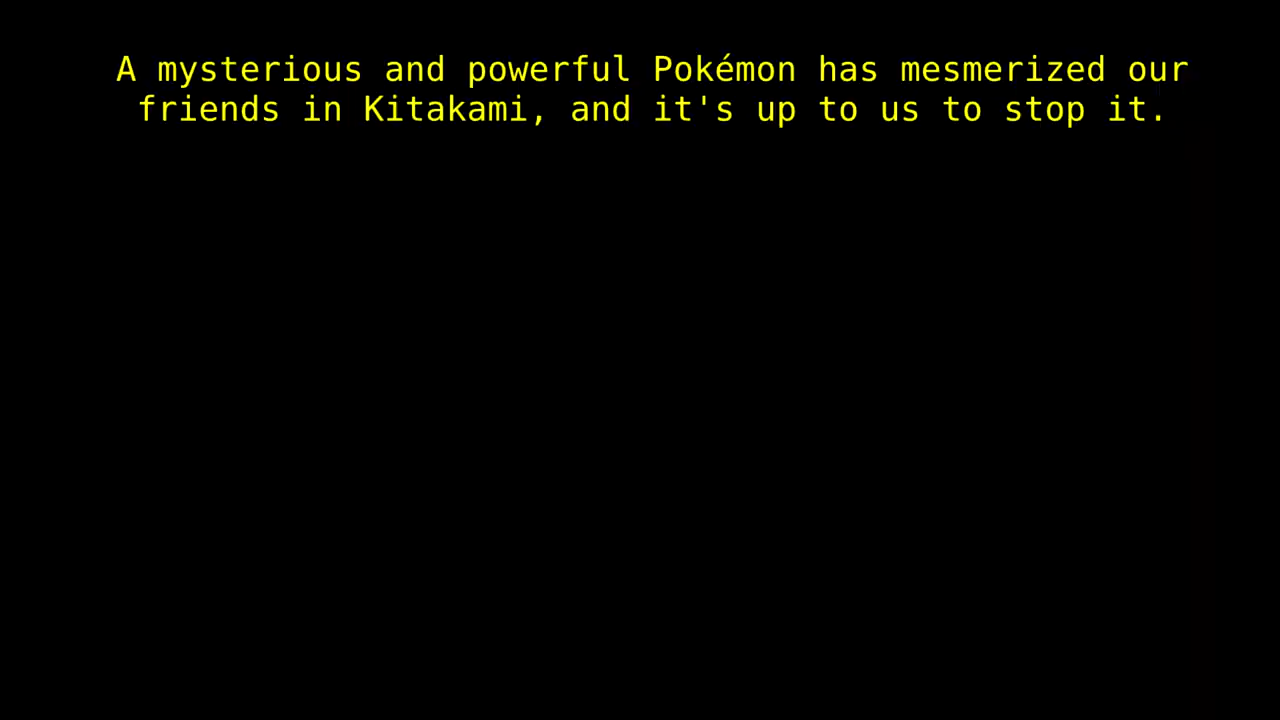 A mysterious and powerful Pokémon has mesmerized our
friends in Kitakami, and it's up to us to stop it.